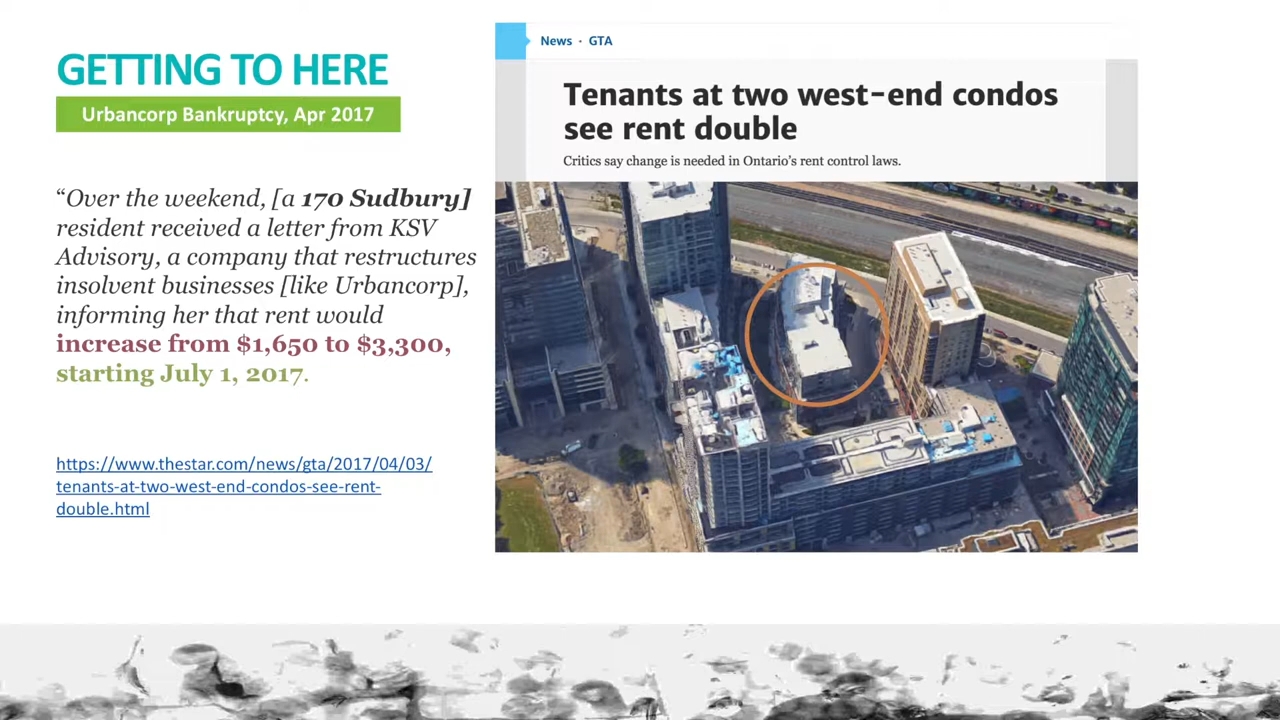 GETTING TO HERE
Urbancorp Bankruptcy, Apr 2017
“Over the weekend, [a 170 Sudbury]
resident received a letter from KSV
Advisory, a company that restructures
insolvent businesses [like Urbancorp],
informing her that rent would
increase from $1,650 to $3,300,
starting July 1, 2017.
https://www.thestar.com/news/gta/2017/04/03/
tenants-at-two-west-end-condos-see-rent-
double.html
News · GTA
Tenants at two west-end condos
see rent double
Critics say change is needed in Ontario’s rent control laws.